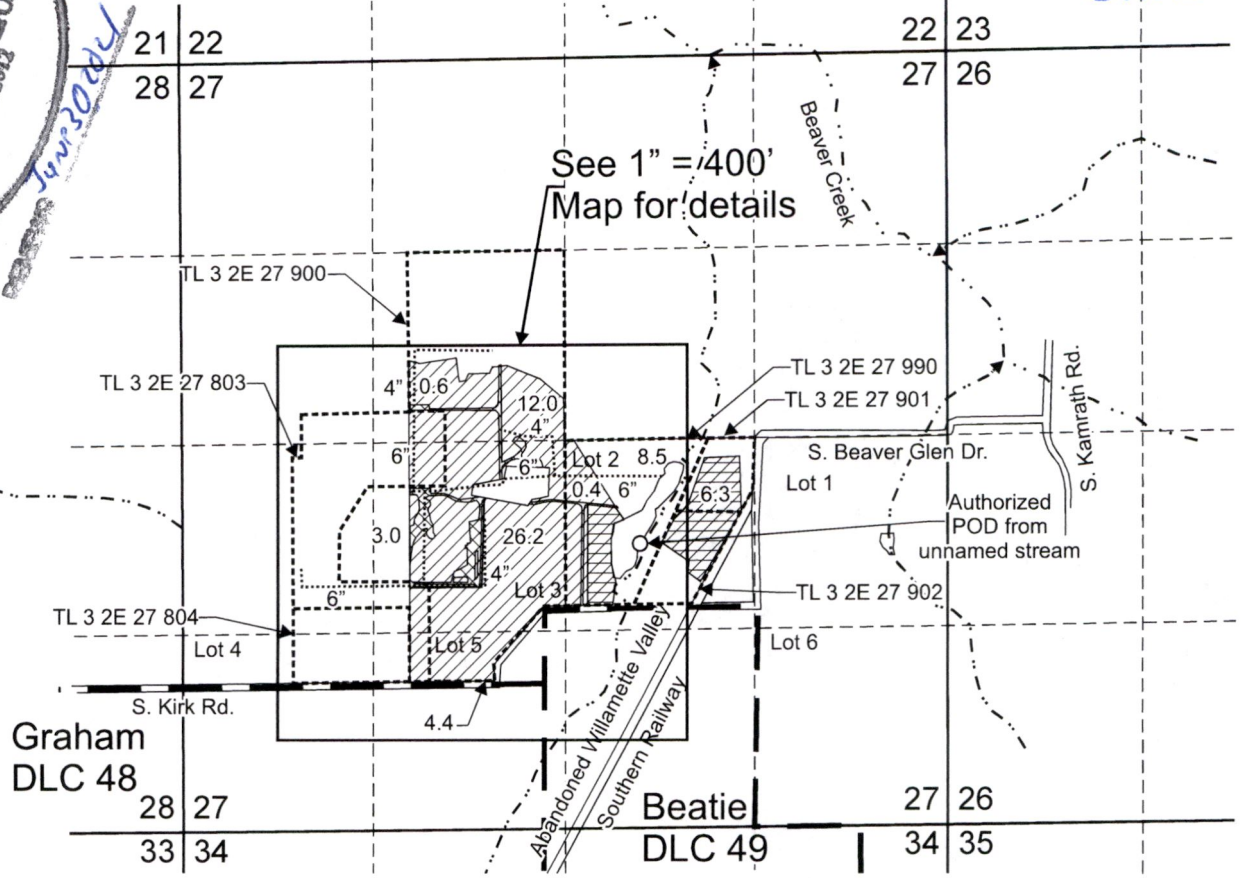 21 22
22 23
28 27
27 26
JUNE 30 2021
Beaver Creek
See 1” = 400’
Map for details
TL 3 2E 27 900
TL 3 2E 27 990
TL 3 2E 27 803
4”
0.6
TL 3 2E 27 901
12.0
4”
S. Kamrath Rd.
6”
6”
Lot 2
8.5
S. Beaver Glen Dr.
0.4
6”
6.3
Lot 1
Authorized
POD from
unnamed stream
3.0
26.2
4”
Lot 3
6”
TL 3 2E 27 902
TL 3 2E 27 804
Lot 4
Lot 5
Lot 6
S. Kirk Rd.
4.4
Abandoned Willamette Valley
Southern Railway
Graham
DLC 48
28 27
Beatie
DLC 49
27 26
33 34
34 35